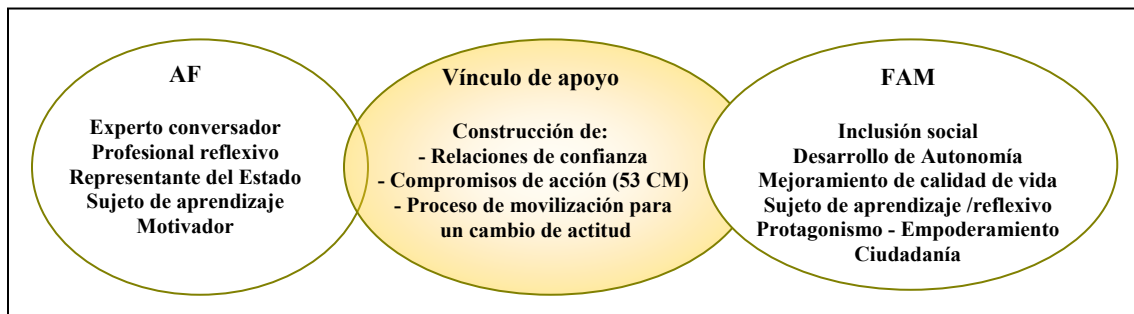 AF
Experto conversador
Profesional reflexivo
Representante del Estado
Sujeto de aprendizaje
Motivador
Vínculo de apoyo
Construcción de:
- Relaciones de confianza
- Compromisos de acción (53 CM)
- Proceso de movilización para
un cambio de actitud
FAM
Inclusión social
Desarrollo de Autonomía
Mejoramiento de calidad de vida
Sujeto de aprendizaje /reflexivo
Protagonismo - Empoderamiento
Ciudadanía